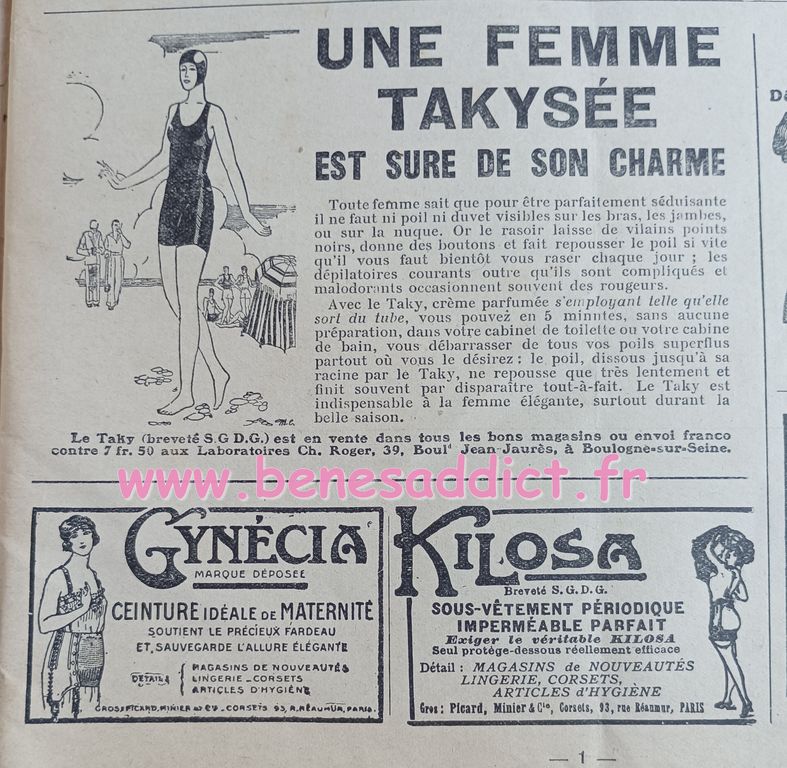 UNE FEMME
TAKYSÉE
EST SURE DE SON CHARME
Toute femme sait que pour être parfaitement séduisante
il ne faut ni poil ni duvet visibles sur les bras, les jambes,
ou sur la nuque. Or le rasoir laisse de vilains points
noirs, donne des boutons et fait repousser le poil si vite
qu'il vous faut bientôt vous raser chaque jour ; les
dépilatoires courants outre qu'ils sont compliqués et
malodorants occasionnent souvent des rougeurs.
Avec le Taky, crème parfumée s'employant telle qu'elle
sort du tube, vous pouvez en 5 minutes, sans aucune
préparation, dans votre cabinet de toilette ou votre cabine
de bain, vous débarrasser de tous vos poils superflus
partout où vous le désirez : le poil, dissous jusqu'à sa
racine par le Taky, ne repousse que très lentement et
finit souvent par disparaître tout-à-fait. Le Taky est
indispensable à la femme élégante, surtout durant la
belle saison.
Le Taky (breveté S.G.D.G.) est en vente dans tous les bons magasins ou envoi franco
contre 7 fr. 50 aux Laboratoires Ch. Roger, 39, Boulᵈ Jean-Jaurès, à Boulogne-sur-Seine.
www.benesaddict.fr
GYNÉCIA
MARQUE DÉPOSÉE
CEINTURE IDÉALE DE MATERNITÉ
SOUTIENT LE PRÉCIEUX FARDEAU
ET, SAUVEGARDE L'ALLURE ÉLÉGANTE
DÉTAIL
MAGASINS DE NOUVEAUTÉS
LINGERIE - CORSETS
ARTICLES D'HYGIÈNE
GROS: PICARD, MINIER & Cie - CORSETS 93, R. RÉAUMUR, PARIS.
KILOSA
Breveté S.G.D.G.
SOUS-VÊTEMENT PÉRIODIQUE
IMPERMÉABLE PARFAIT
Exiger le véritable KILOSA
Seul protège-dessous réellement efficace
Détail : MAGASINS de NOUVEAUTÉS
LINGERIE, CORSETS,
ARTICLES d'HYGIÈNE
Gros : Picard, Minier & Cie, Corsets, 93, rue Réaumur, PARIS
— 1 —